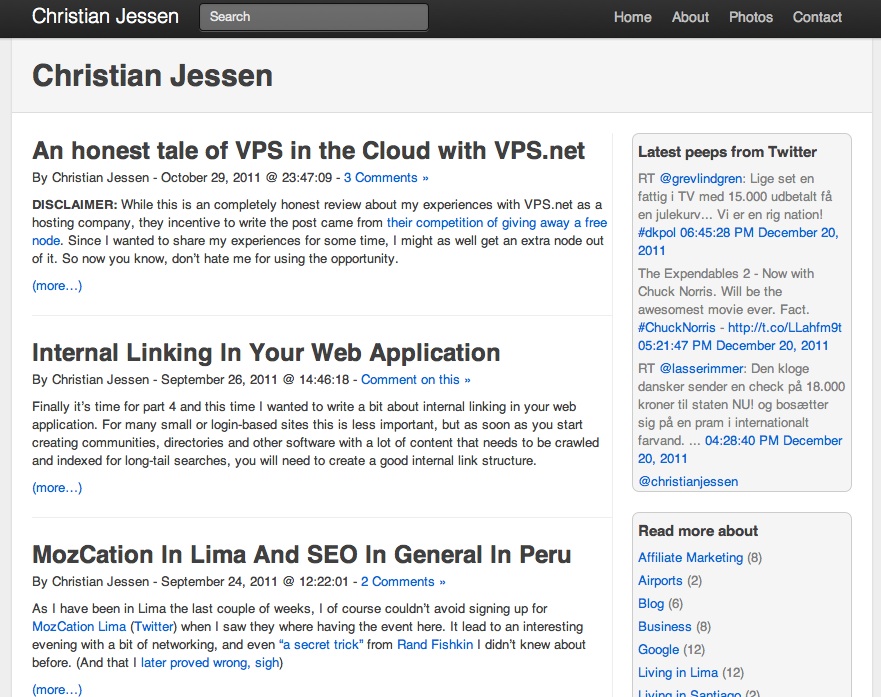 Christian Jessen
Search
Home About Photos Contact
Christian Jessen
An honest tale of VPS in the Cloud with VPS.net
By Christian Jessen - October 29, 2011 @ 23:47:09 - 3 Comments »
DISCLAIMER: While this is an completely honest review about my experiences with VPS.net as a
hosting company, they incentive to write the post came from their competition of giving away a free
node. Since I wanted to share my experiences for some time, I might as well get an extra node out
of it. So now you know, don't hate me for using the opportunity.
(more…)
Internal Linking In Your Web Application
By Christian Jessen - September 26, 2011 @ 14:46:18 - Comment on this »
Finally it's time for part 4 and this time I wanted to write a bit about internal linking in your web
application. For many small or login-based sites this is less important, but as soon as you start
creating communities, directories and other software with a lot of content that needs to be crawled
and indexed for long-tail searches, you will need to create a good internal link structure.
(more…)
MozCation In Lima And SEO In General In Peru
By Christian Jessen - September 24, 2011 @ 12:22:01 - 2 Comments »
As I have been in Lima the last couple of weeks, I of course couldn't avoid signing up for
MozCation Lima (Twitter) when I saw they where having the event here. It lead to an interesting
evening with a bit of networking, and even “a secret trick” from Rand Fishkin I didn't knew about
before. (And that I later proved wrong, sigh)
(more…)
Latest peeps from Twitter
RT @grevlindgren: Lige set en
fattig i TV med 15.000 udbetalt få
en julekurv... Vi er en rig nation!
#dkpol 06:45:28 PM December 20,
2011
The Expendables 2 - Now with
Chuck Norris. Will be the
awesomest movie ever. Fact.
#ChuckNorris - http://t.co/LLahfm9t
05:21:47 PM December 20, 2011
RT @lasserimmer: Den kloge
dansker sender en check på 18.000
kroner til staten NU! og bosætter
sig på en pram i internationalt
farvand. ... 04:28:40 PM December
20, 2011
@christianjessen
Read more about
Affiliate Marketing (8)
Airports (2)
Blog (6)
Business (8)
Google (12)
Living in Lima (12)
Living in Santiago (2)